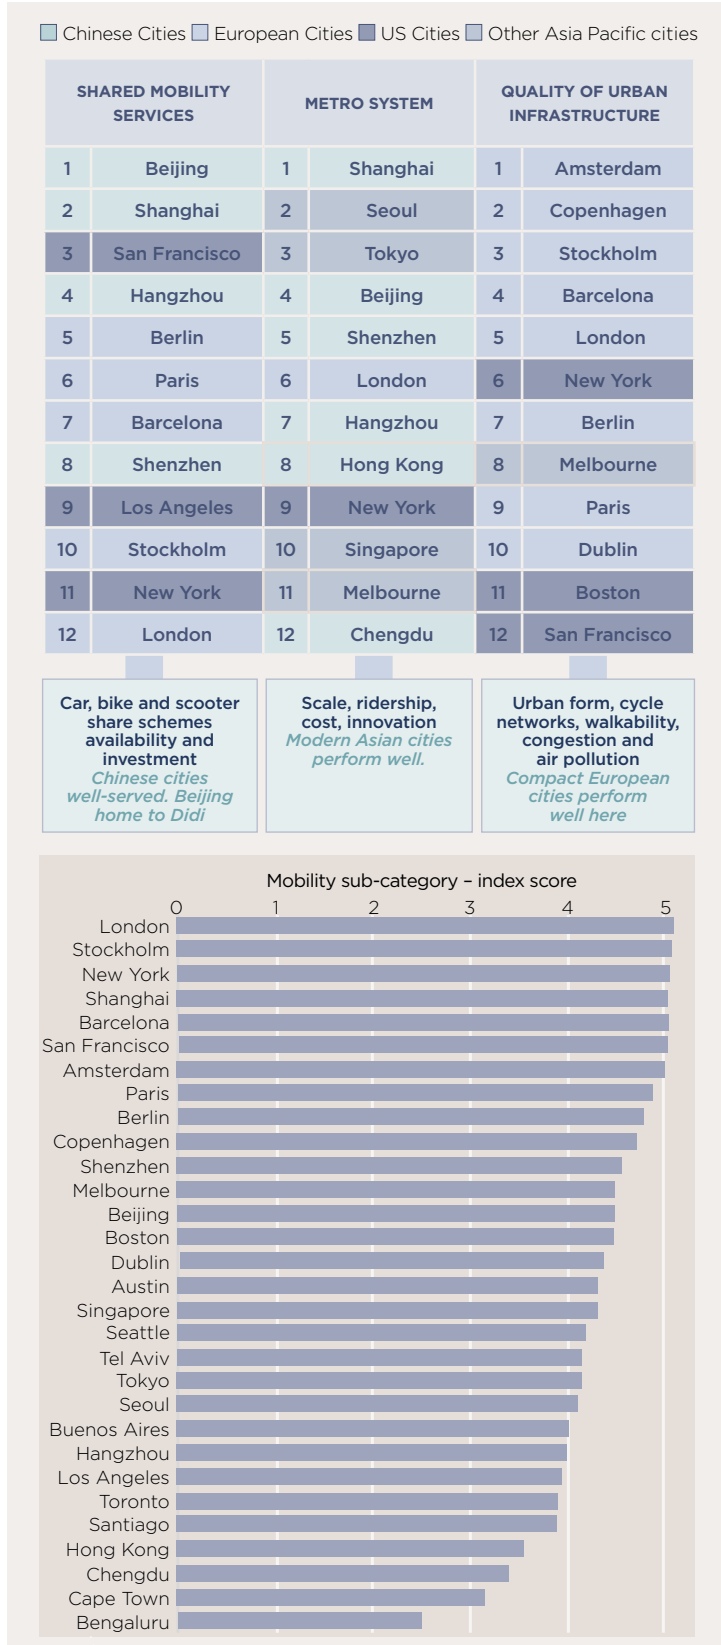 Chinese Cities European Cities US Cities Other Asia Pacific cities
SHARED MOBILITY
SERVICES
METRO SYSTEM
QUALITY OF URBAN
INFRASTRUCTURE
1 Beijing 1 Shanghai 1 Amsterdam
2 Shanghai 2 Seoul 2 Copenhagen
3 San Francisco 3 Tokyo 3 Stockholm
4 Hangzhou 4 Beijing 4 Barcelona
5 Berlin 5 Shenzhen 5 London
6 Paris 6 London 6 New York
7 Barcelona 7 Hangzhou 7 Berlin
8 Shenzhen 8 Hong Kong 8 Melbourne
9 Los Angeles 9 New York 9 Paris
10 Stockholm 10 Singapore 10 Dublin
11 New York 11 Melbourne 11 Boston
12 London 12 Chengdu 12 San Francisco
Car, bike and scooter
share schemes
availability and
investment
Chinese cities
well-served. Beijing
home to Didi
Scale, ridership,
cost, innovation
Modern Asian cities
perform well.
Urban form, cycle
networks, walkability,
congestion and
air pollution
Compact European
cities perform
well here
Mobility sub-category – index score
0 1 2 3 4 5
London
Stockholm
New York
Shanghai
Barcelona
San Francisco
Amsterdam
Paris
Berlin
Copenhagen
Shenzhen
Melbourne
Beijing
Boston
Dublin
Austin
Singapore
Seattle
Tel Aviv
Tokyo
Seoul
Buenos Aires
Hangzhou
Los Angeles
Toronto
Santiago
Hong Kong
Chengdu
Cape Town
Bengaluru